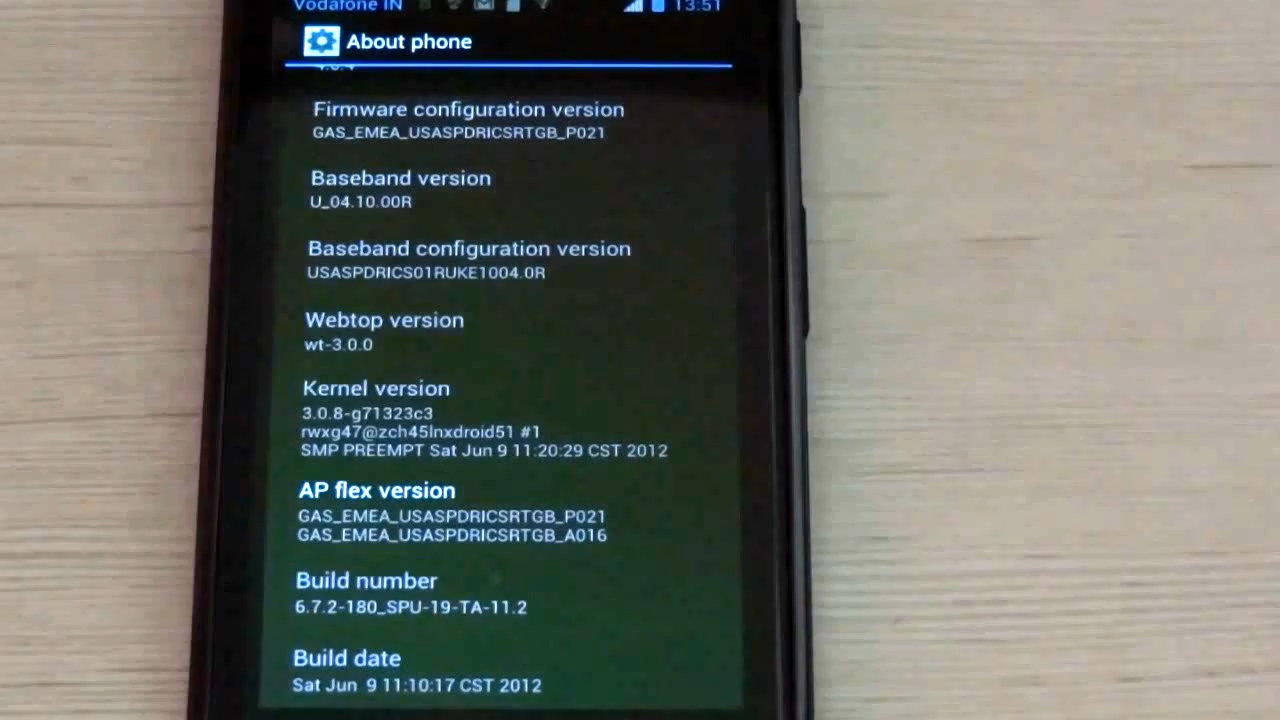 Vodafone IN 13:51
About phone
4.0.4
Firmware configuration version
GAS_EMEA_USASPDRICSRTGB_P021
Baseband version
U_04.10.00R
Baseband configuration version
USASPDRICS01RUKE1004.0R
Webtop version
wt-3.0.0
Kernel version
3.0.8-g71323c3
rwxg47@zch45lnxdroid51 #1
SMP PREEMPT Sat Jun 9 11:20:29 CST 2012
AP flex version
GAS_EMEA_USASPDRICSRTGB_P021
GAS_EMEA_USASPDRICSRTGB_A016
Build number
6.7.2-180_SPU-19-TA-11.2
Build date
Sat Jun 9 11:10:17 CST 2012